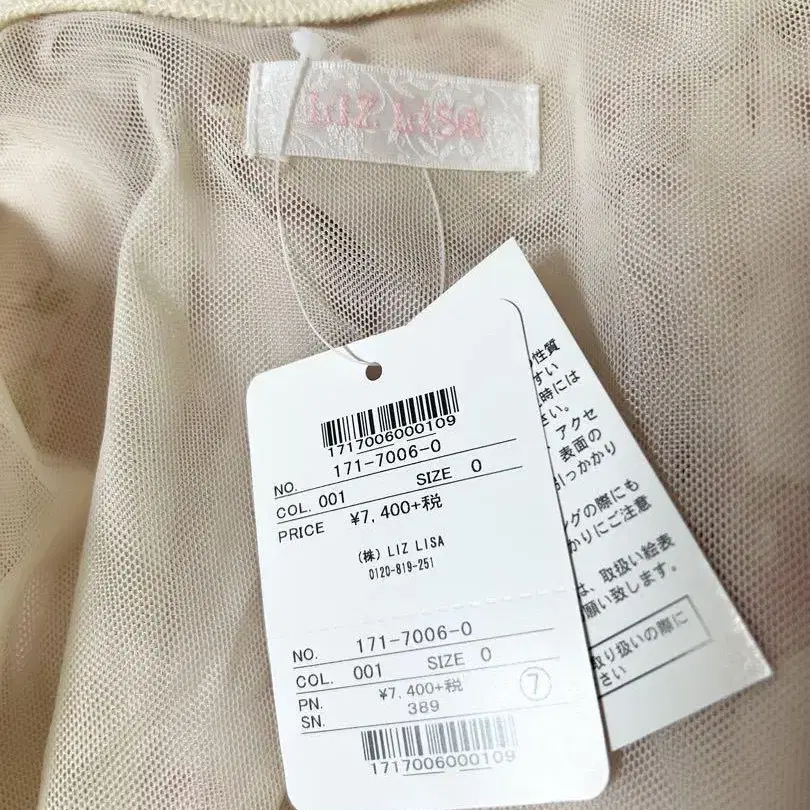 LIZ LISA
1717006000109
NO. 171-7006-0
COL. 001 SIZE 0
PRICE ¥7,400+税
(株) LIZ LISA
0120-819-251
NO. 171-7006-0
COL. 001 SIZE 0
PN. ¥7,400+税 ⑦
SN. 389
1717006000109
性質
すい
時には
さい。
アクセ
表面の
引っかかり
グの際にも
かりにご注意
は、取扱い絵表
願い致します。
取り扱いの際に
さい